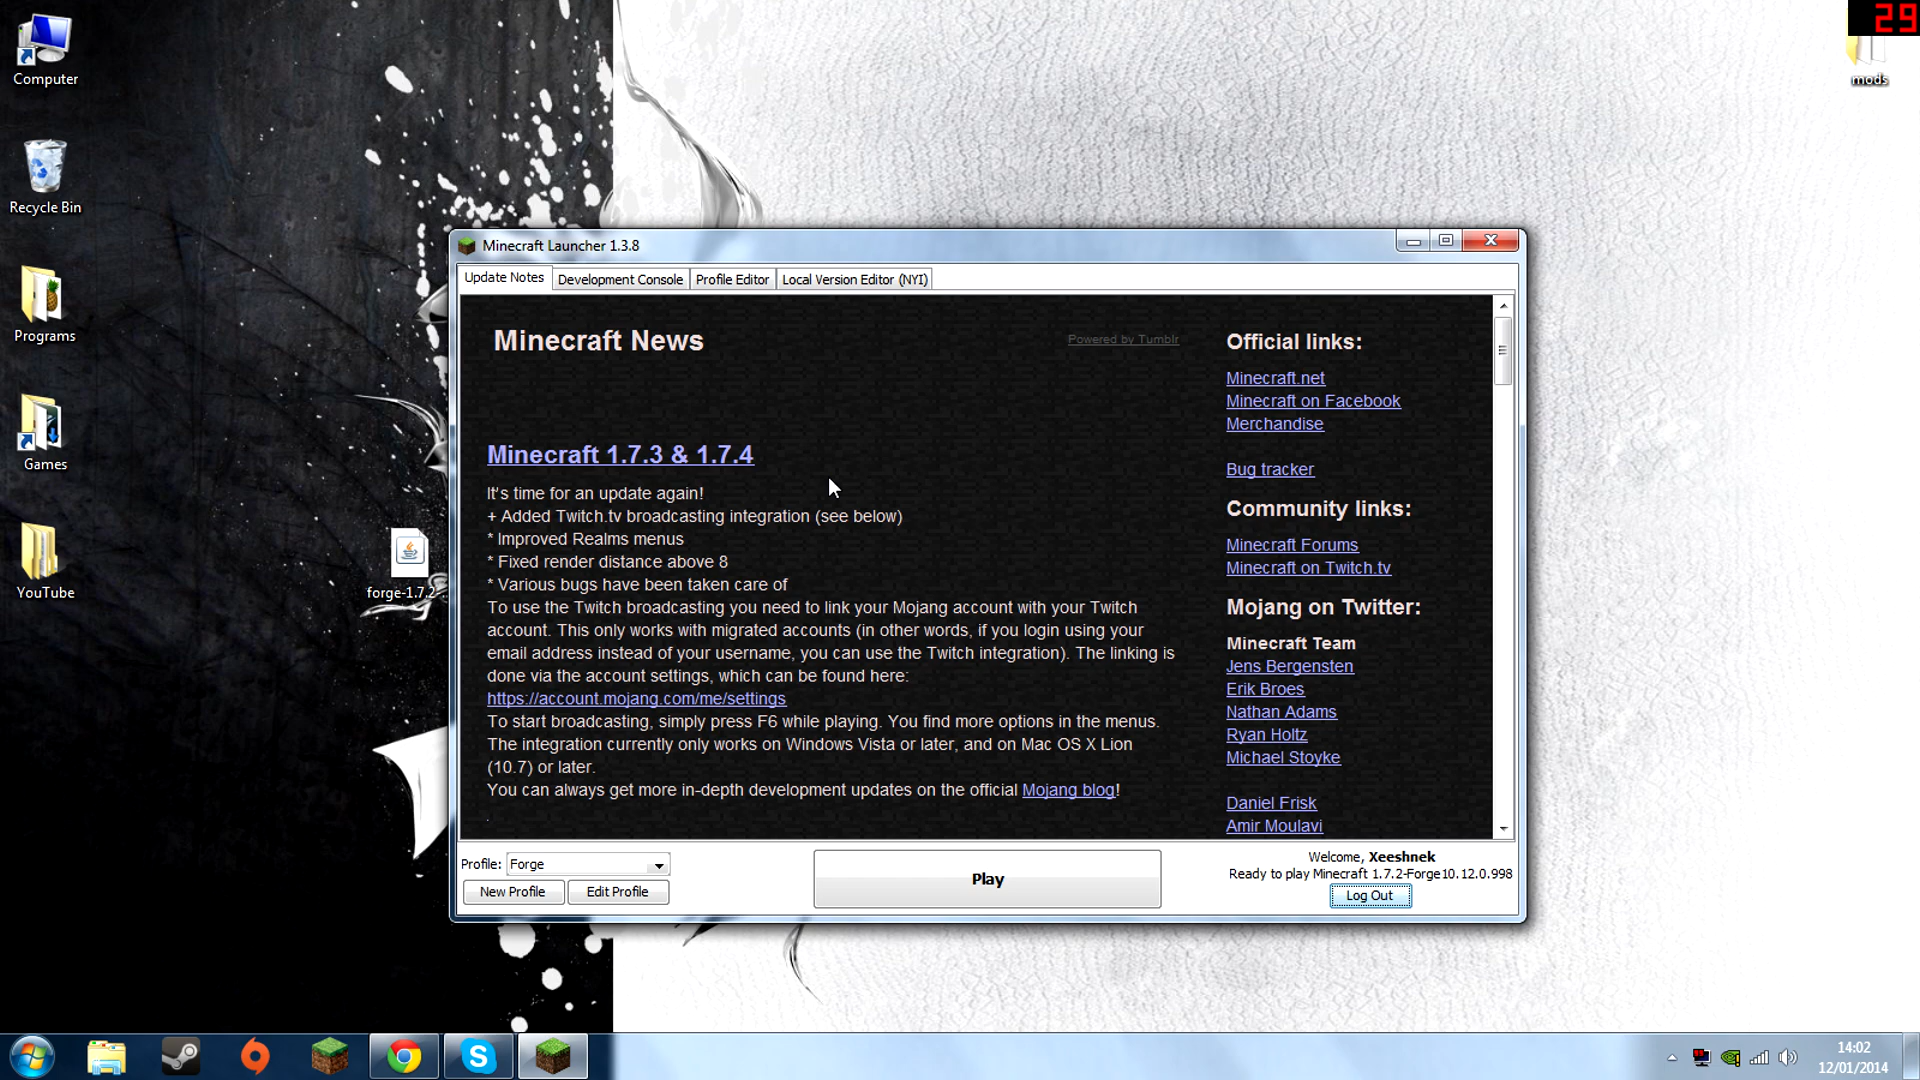 29
Computer
mods
Recycle Bin
Programs
Games
forge-1.7.2-...
YouTube
Minecraft Launcher 1.3.8
Update Notes
Development Console
Profile Editor
Local Version Editor (NYI)
Minecraft News
Powered by Tumblr
Minecraft 1.7.3 & 1.7.4
It's time for an update again!
+ Added Twitch.tv broadcasting integration (see below)
* Improved Realms menus
* Fixed render distance above 8
* Various bugs have been taken care of
To use the Twitch broadcasting you need to link your Mojang account with your Twitch
account. This only works with migrated accounts (in other words, if you login using your
email address instead of your username, you can use the Twitch integration). The linking is
done via the account settings, which can be found here:
https://account.mojang.com/me/settings
To start broadcasting, simply press F6 while playing. You find more options in the menus.
The integration currently only works on Windows Vista or later, and on Mac OS X Lion
(10.7) or later.
You can always get more in-depth development updates on the official Mojang blog!
.
Official links:
Minecraft.net
Minecraft on Facebook
Merchandise
Bug tracker
Community links:
Minecraft Forums
Minecraft on Twitch.tv
Mojang on Twitter:
Minecraft Team
Jens Bergensten
Erik Broes
Nathan Adams
Ryan Holtz
Michael Stoyke
Daniel Frisk
Amir Moulavi
Profile: Forge
New Profile
Edit Profile
Play
Welcome, Xeeshnek
Ready to play Minecraft 1.7.2-Forge10.12.0.998
Log Out
14:02
12/01/2014